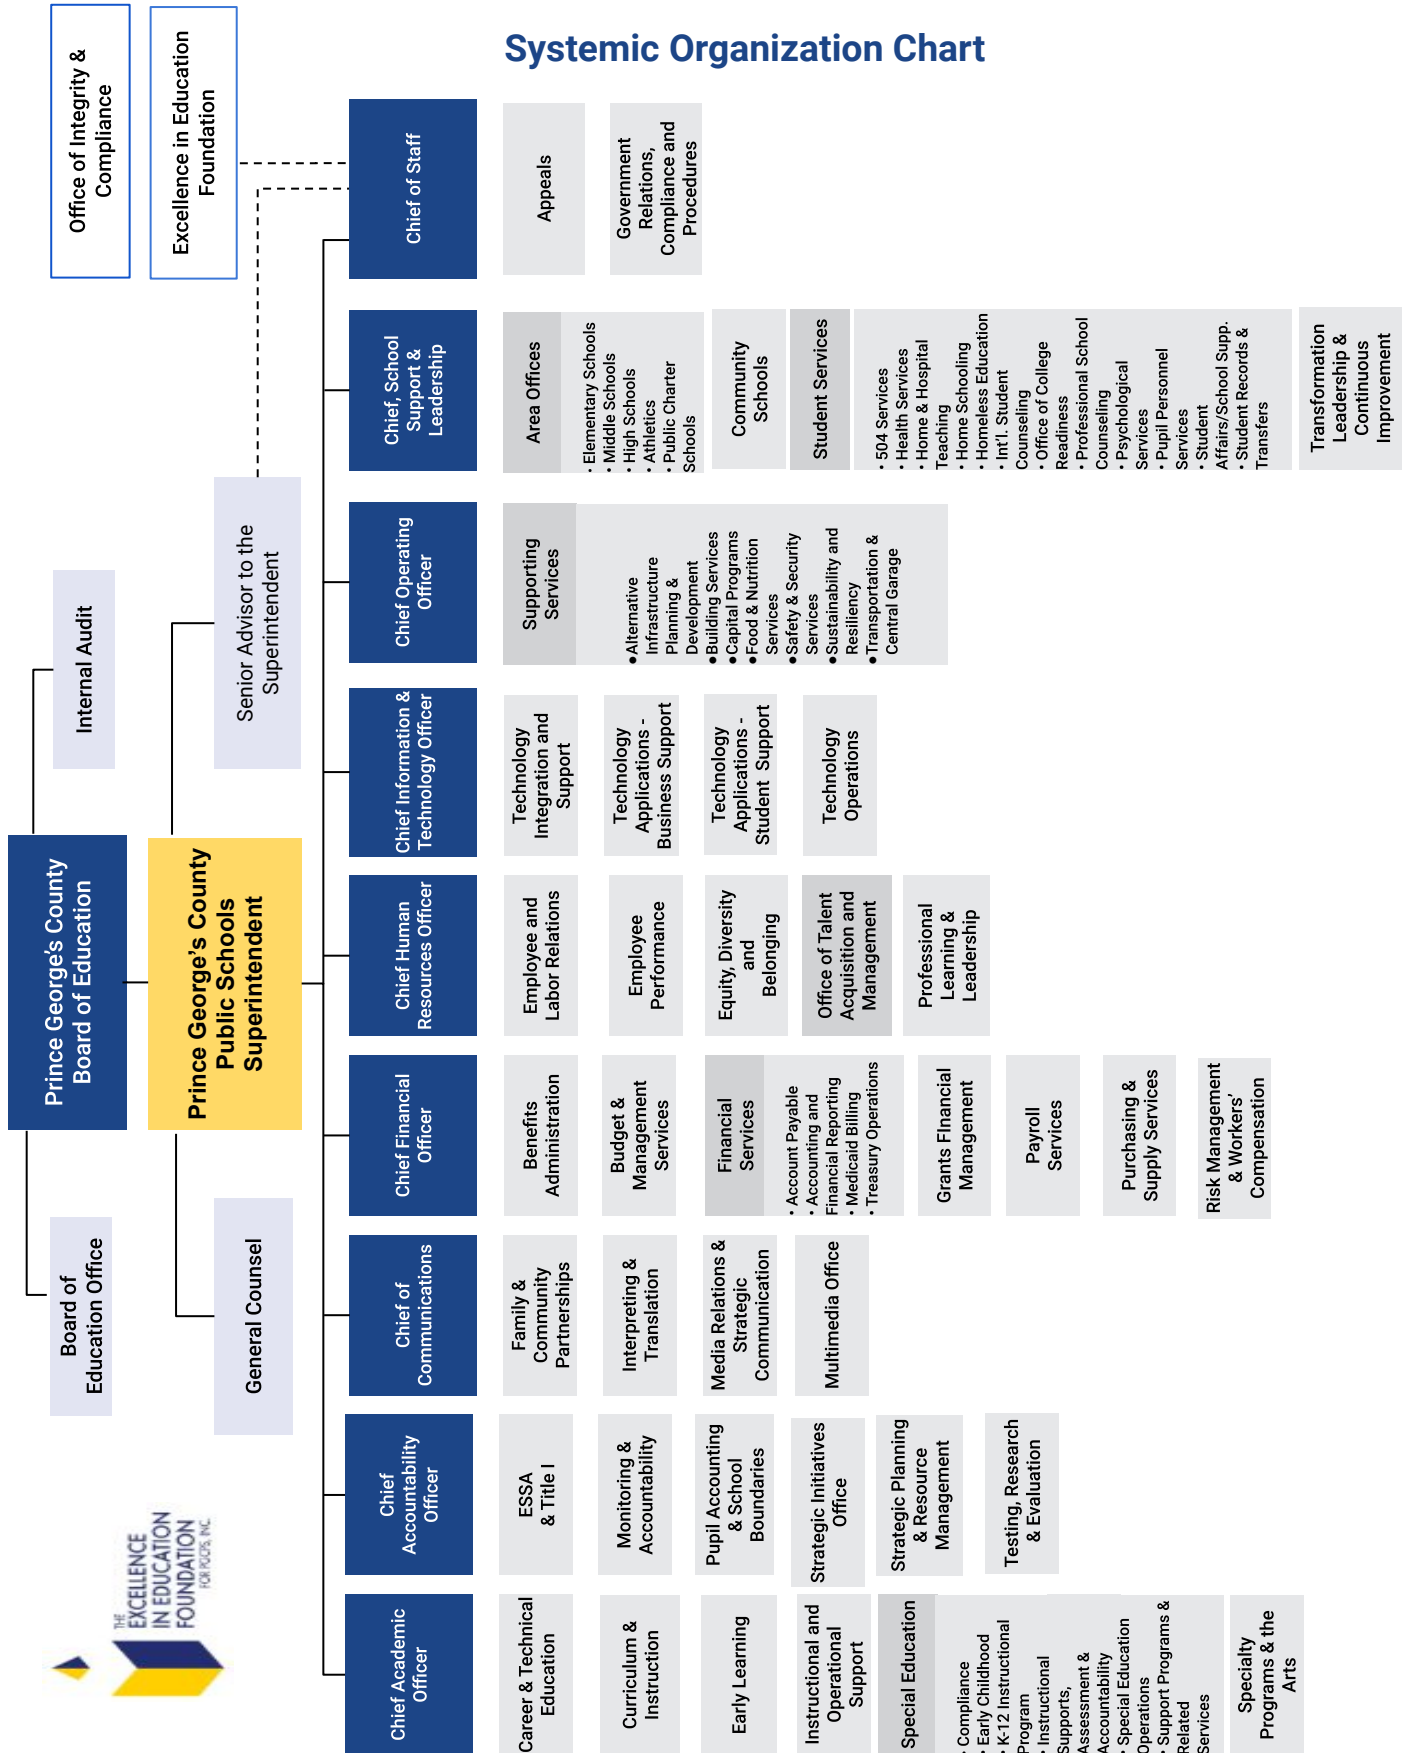 Systemic Organization Chart
THE
EXCELLENCE
IN EDUCATION
FOUNDATION
FOR PGCPS, INC.
Prince George's County
Board of Education
Board of
Education Office
Internal Audit
Office of Integrity &
Compliance
Excellence in Education
Foundation
Prince George's County
Public Schools
Superintendent
General Counsel
Senior Advisor to the
Superintendent
Chief Academic
Officer
Career & Technical
Education
Curriculum &
Instruction
Early Learning
Instructional and
Operational
Support
Special Education
• Compliance
• Early Childhood
• K-12 Instructional
Program
• Instructional
Supports,
Assessment &
Accountability
• Special Education
Operations
• Support Programs &
Related
Services
Specialty
Programs & the
Arts
Chief
Accountability
Officer
ESSA
& Title I
Monitoring &
Accountability
Pupil Accounting
& School
Boundaries
Strategic Initiatives
Office
Strategic Planning
& Resource
Management
Testing, Research
& Evaluation
Chief of
Communications
Family &
Community
Partnerships
Interpreting &
Translation
Media Relations &
Strategic
Communication
Multimedia Office
Chief Financial
Officer
Benefits
Administration
Budget &
Management
Services
Financial
Services
• Account Payable
• Accounting and
Financial Reporting
• Medicaid Billing
• Treasury Operations
Grants FInancial
Management
Payroll
Services
Purchasing &
Supply Services
Risk Management
& Workers'
Compensation
Chief Human
Resources Officer
Employee and
Labor Relations
Employee
Performance
Equity, Diversity
and
Belonging
Office of Talent
Acquisition and
Management
Professional
Learning &
Leadership
Chief Information &
Technology Officer
Technology
Integration and
Support
Technology
Applications -
Business Support
Technology
Applications -
Student Support
Technology
Operations
Chief Operating
Officer
Supporting
Services
● Alternative
Infrastructure
Planning &
Development
● Building Services
● Capital Programs
● Food & Nutrition
Services
● Safety & Security
Services
● Sustainability and
Resiliency
● Transportation &
Central Garage
Chief, School
Support &
Leadership
Area Offices
• Elementary Schools
• Middle Schools
• High Schools
• Athletics
• Public Charter
Schools
Community
Schools
Student Services
• 504 Services
• Health Services
• Home & Hospital
Teaching
• Home Schooling
• Homeless Education
• Int'l. Student
Counseling
• Office of College
Readiness
• Professional School
Counseling
• Psychological
Services
• Pupil Personnel
Services
• Student
Affairs/School Supp.
• Student Records &
Transfers
Transformation
Leadership &
Continuous
Improvement
Chief of Staff
Appeals
Government
Relations,
Compliance and
Procedures